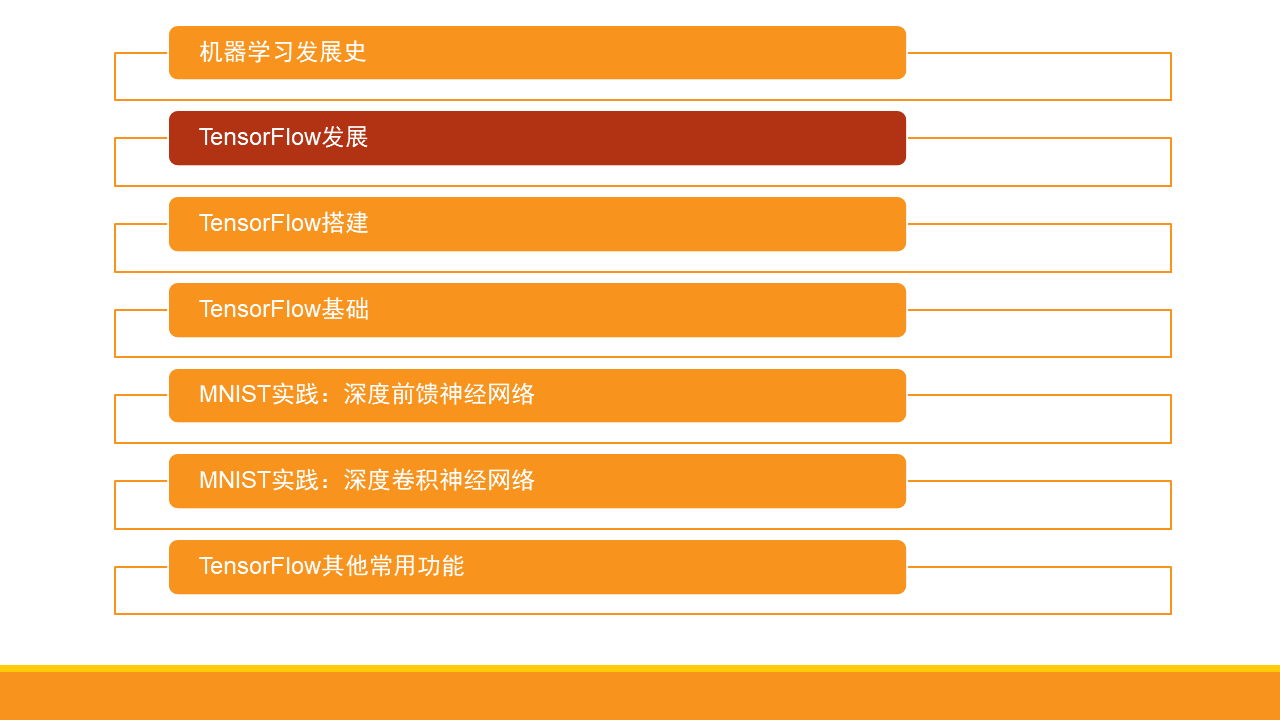 机器学习发展史
TensorFlow发展
TensorFlow搭建
TensorFlow基础
MNIST实践：深度前馈神经网络
MNIST实践：深度卷积神经网络
TensorFlow其他常用功能